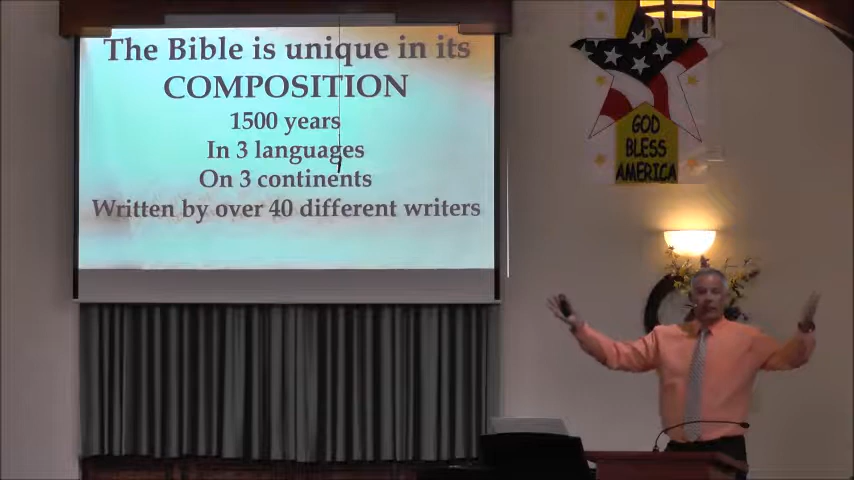 The Bible is unique in its
COMPOSITION
1500 years
In 3 languages
On 3 continents
Written by over 40 different writers
GOD
BLESS
AMERICA